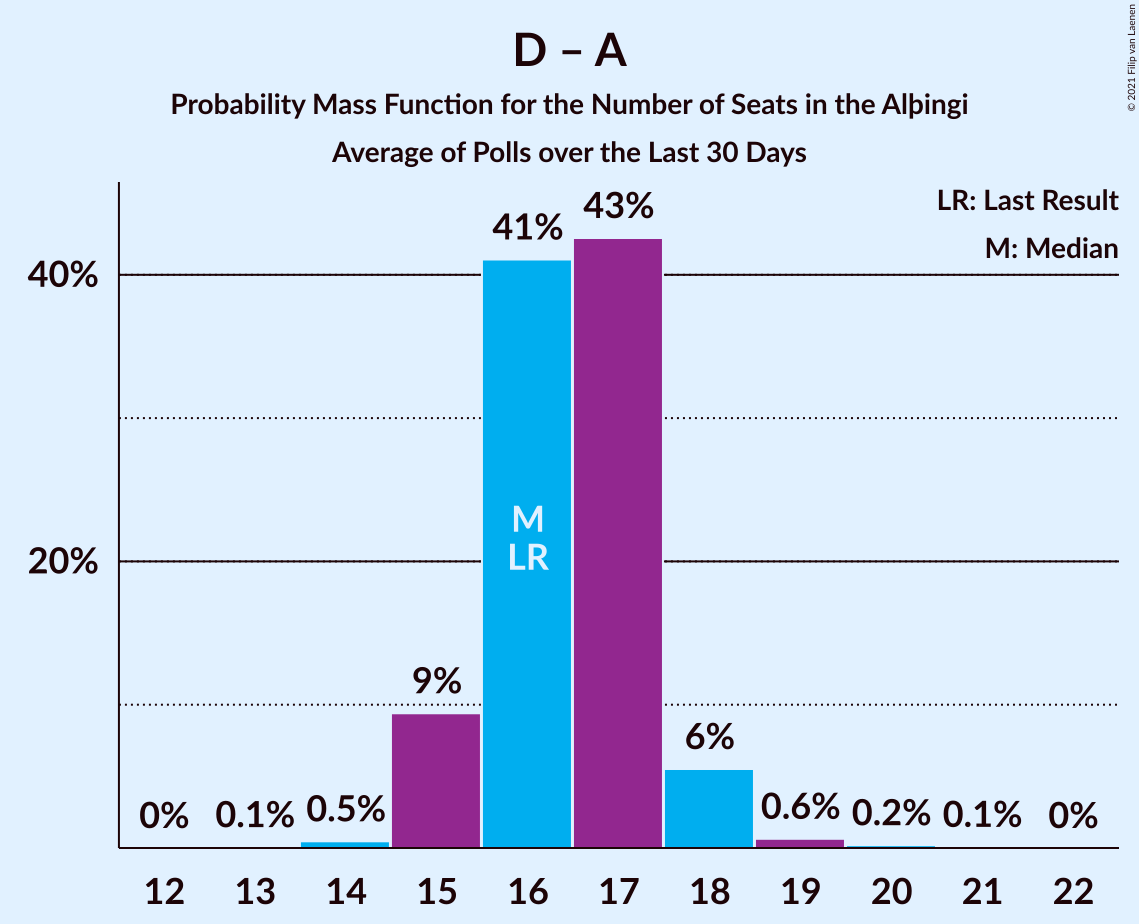 D – A
Probability Mass Function for the Number of Seats in the Alþingi
Average of Polls over the Last 30 Days
© 2021 Filip van Laenen
LR: Last Result
M: Median
40%
20%
0%
0.1%
0.5%
9%
41%
43%
6%
0.6%
0.2%
0.1%
0%
M
LR
12 13 14 15 16 17 18 19 20 21 22